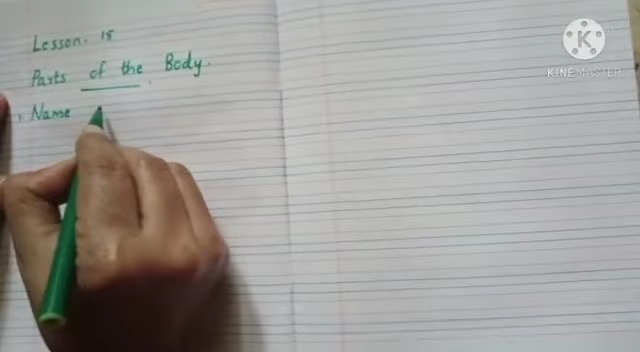 Lesson. 15
Parts of the Body.
1. Name
KINEMASTER